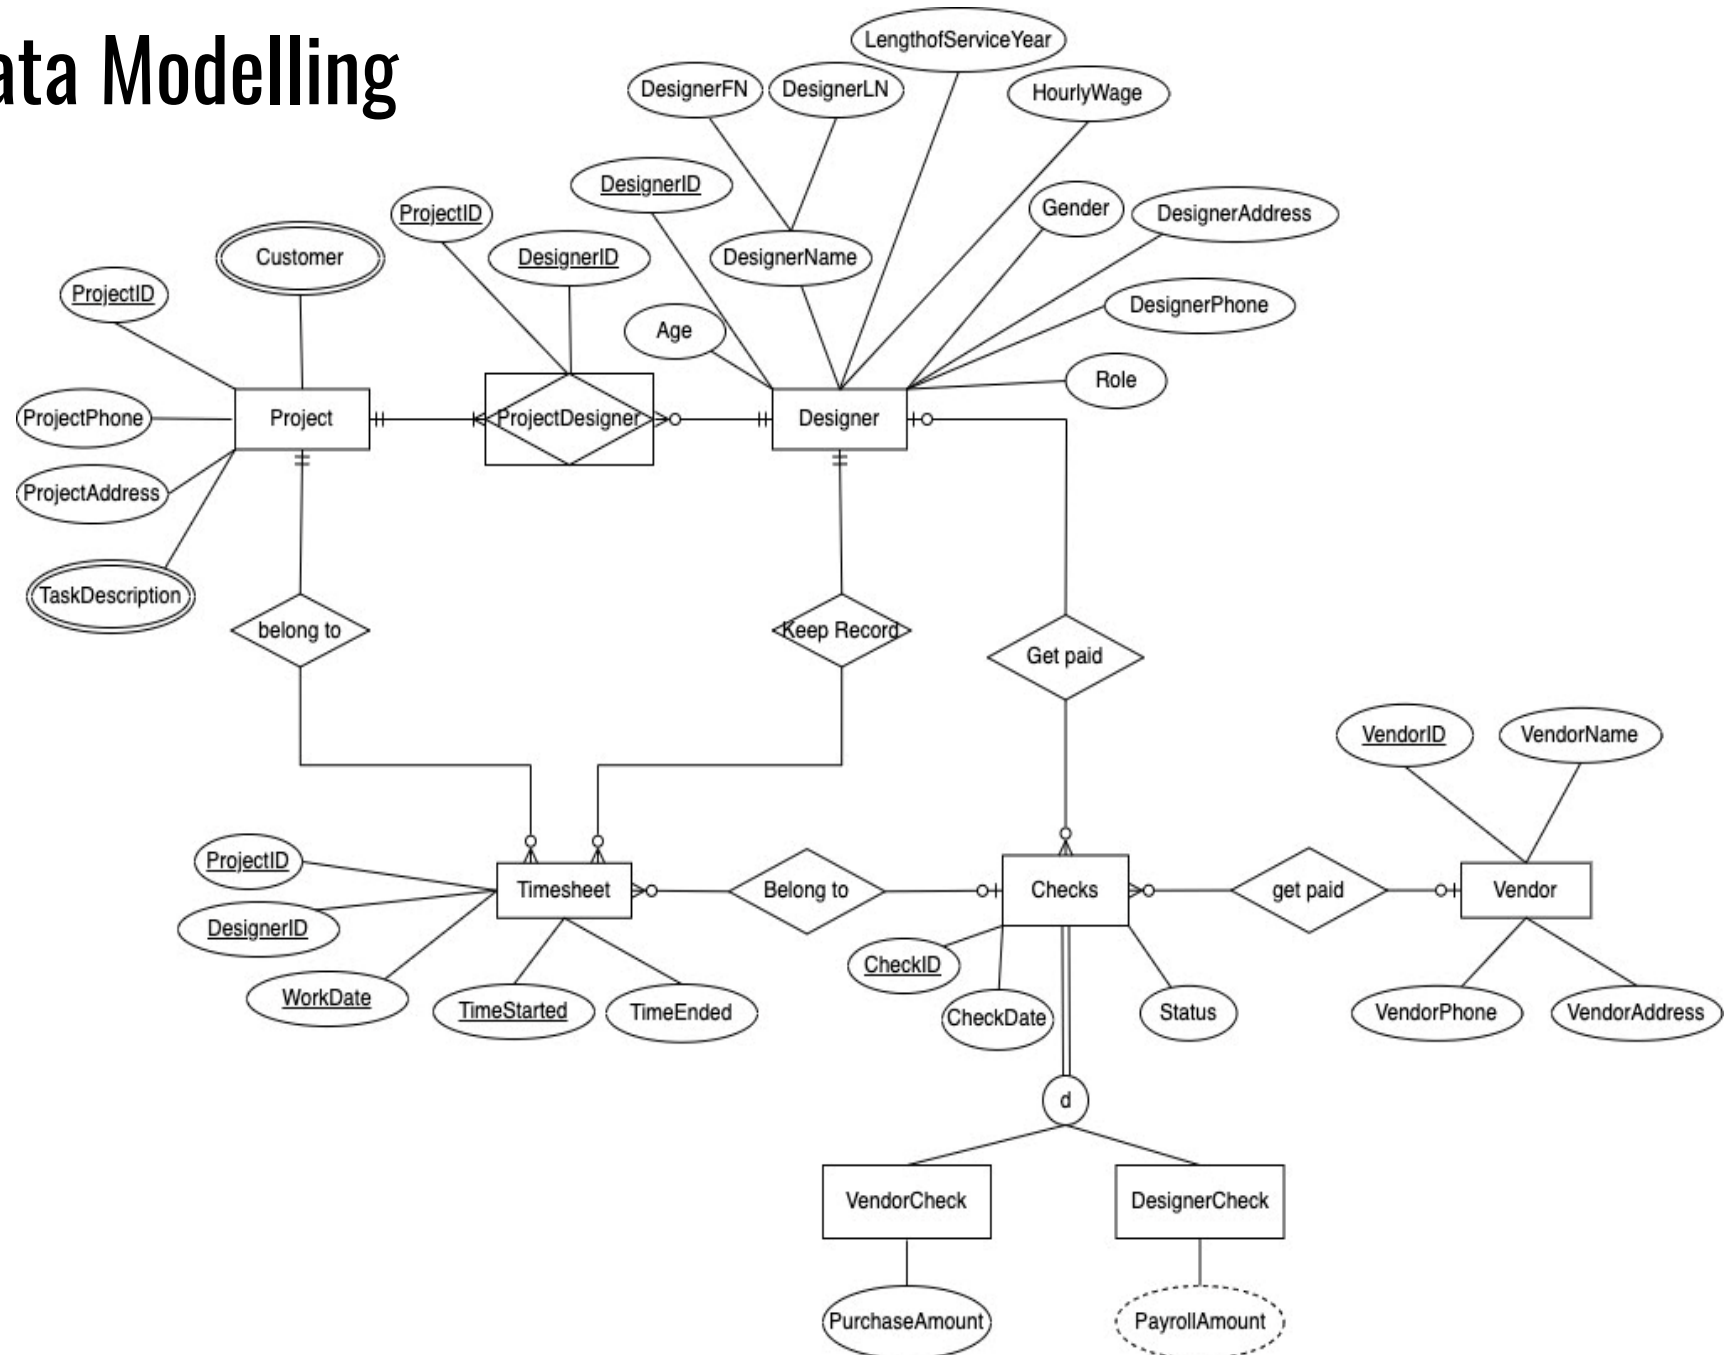 ata Modelling
LengthofServiceYear
DesignerFN
DesignerLN
HourlyWage
DesignerID
ProjectID
Gender
DesignerAddress
Customer
DesignerID
DesignerName
ProjectID
DesignerPhone
Age
Role
ProjectPhone
Project
ProjectDesigner
Designer
ProjectAddress
TaskDescription
belong to
Keep Record
Get paid
VendorID
VendorName
ProjectID
Timesheet
Belong to
Checks
get paid
Vendor
DesignerID
CheckID
WorkDate
TimeStarted
TimeEnded
CheckDate
Status
VendorPhone
VendorAddress
d
VendorCheck
DesignerCheck
PurchaseAmount
PayrollAmount